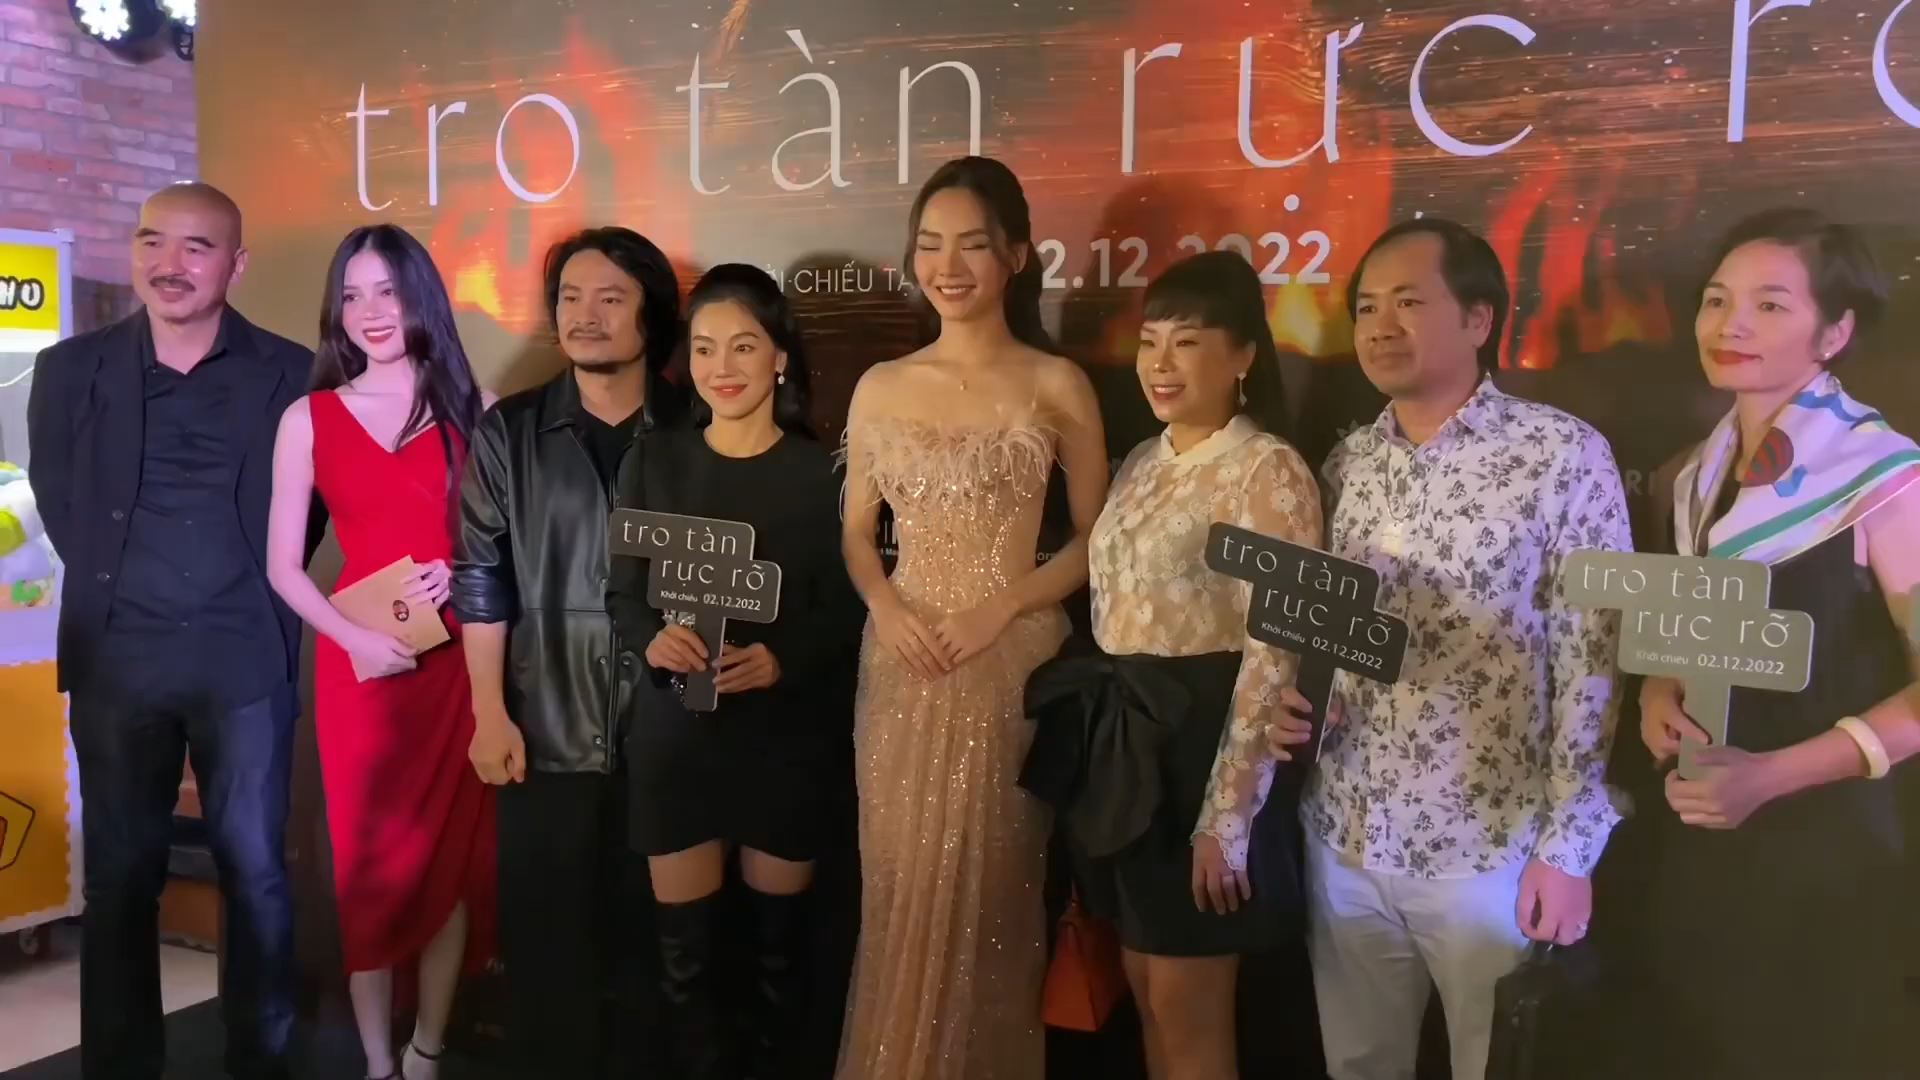 tro tàn rực r
CHIẾU TẠ
2.12.2022
tro tàn
rực rỡ
Khởi chiếu 02.12.2022
tro tàn
rực rỡ
Khởi chiếu 02.12.2022
tro tàn
rực rỡ
Khởi chiếu 02.12.2022